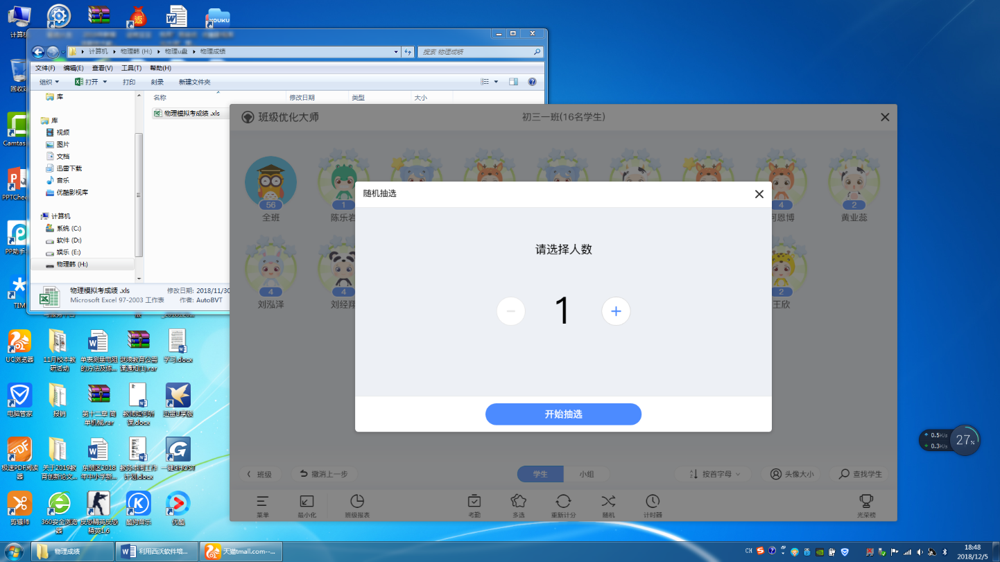 计算机
YOUKU
回收站
Camtas
PPTChe
PP助手
TIM
计算机 物理韩 (H:) 物理u盘 物理成绩
搜索 物理成绩
文件(F) 编辑(E) 查看(V) 工具(T) 帮助(H)
组织 打开 打印 刻录 新建文件夹
名称 修改日期 类型 大小
物理模拟考成绩 .xls
库
库
视频
图片
文档
迅雷下载
音乐
优酷影视库
计算机
系统 (C:)
软件 (D:)
娱乐 (E:)
物理韩 (H:)
物理模拟考成绩 .xls 修改日期: 2018/11/30
Microsoft Excel 97-2003 工作表 作者: AutoBVT
班级优化大师 初三一班(16名学生)
56 1 4 2
全班 陈乐岩 恩博 黄业蕊
4 4 2
刘泓泽 刘经翔 王欣
随机抽选
请选择人数
1
开始抽选
班级 撤消上一步 学生 小组 按首字母 头像大小 查找学生
菜单 最小化 班级报表 考勤 多选 重新计分 随机 计时器 光荣榜
UC浏览器 11月校本教研活动 单表测量电阻的方法及练... 学习.docx
电脑管家 报销 第十二章 简单机械.rar 教师如何听课.docx 迅雷U享版
极速PDF阅读器 关于2019教育创新论文... 东丽区2018年中小学新... 教务本制工作计划.docx 一键GHOST
剪辑师 360安全浏览器 反恐精英反恐精英1.6 酷狗音乐 优酷
0.5K/s
0.3K/s
27%
物理成绩 利用西沃软件培... 天猫tmall.com--...
CH
18:48
2018/12/5